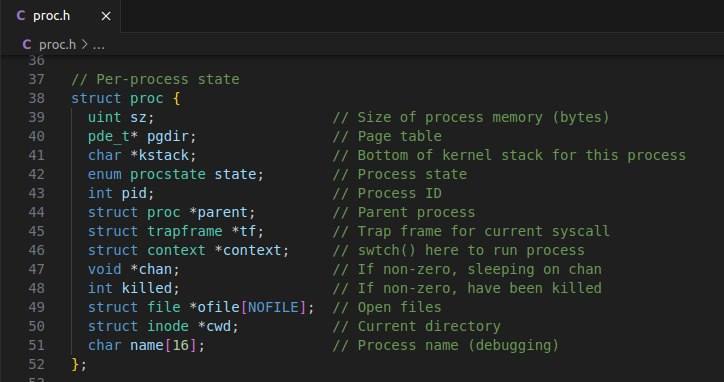 C proc.h ×
C proc.h > ...
36
37 // Per-process state
38 struct proc {
39   uint sz;                     // Size of process memory (bytes)
40   pde_t* pgdir;                // Page table
41   char *kstack;                // Bottom of kernel stack for this process
42   enum procstate state;        // Process state
43   int pid;                     // Process ID
44   struct proc *parent;         // Parent process
45   struct trapframe *tf;        // Trap frame for current syscall
46   struct context *context;     // swtch() here to run process
47   void *chan;                  // If non-zero, sleeping on chan
48   int killed;                  // If non-zero, have been killed
49   struct file *ofile[NOFILE];  // Open files
50   struct inode *cwd;           // Current directory
51   char name[16];               // Process name (debugging)
52 };
53